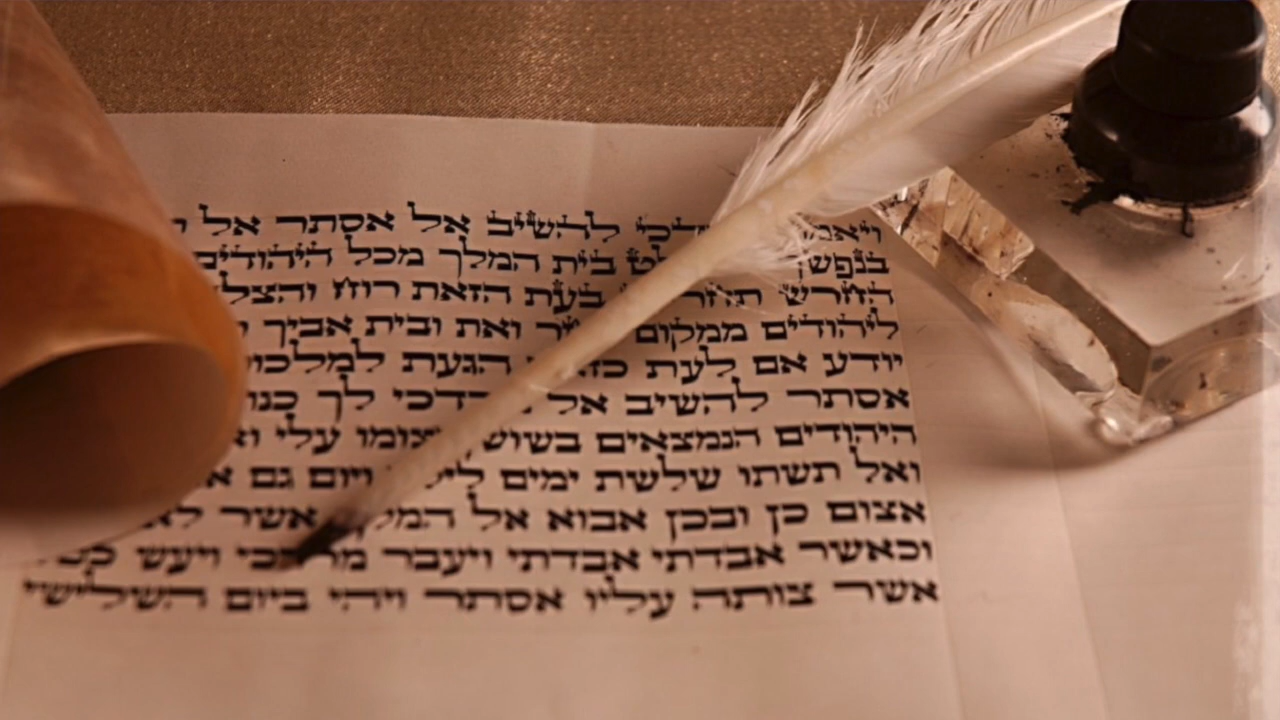 להשיב אל אסתר אל
בית המלך מכל היהודים
החרש בעת הזאת רוח
ליהודים ממקום ואת ובית אביך
יודע אם לעת הגעת
אסתר להשיב אל לך
היהודים הנמצאים עלי
ואל תשתו שלשת ימים ויום גם
אצום כן ובכן אבוא אל אשר
וכאשר אבדתי אבדתי ויעבר ויעש
אשר צותה עליו אסתר ויהי ביום השלישי